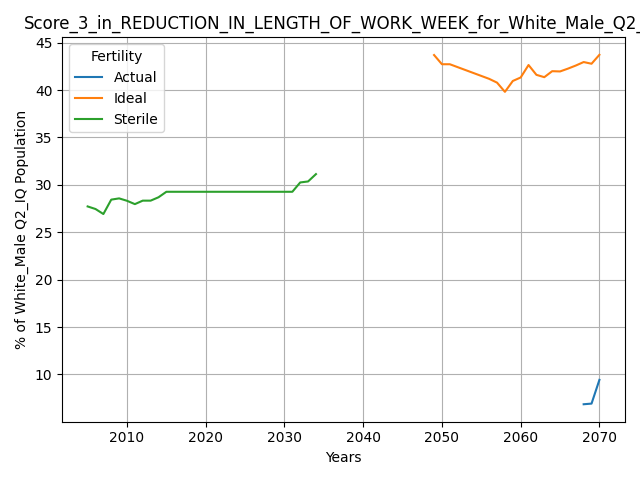 Score_3_in_REDUCTION_IN_LENGTH_OF_WORK_WEEK_for_White_Male_Q2_
45
40
35
30
25
20
15
10
% of White_Male Q2_IQ Population
Fertility
Actual
Ideal
Sterile
2010 2020 2030 2040 2050 2060 2070
Years